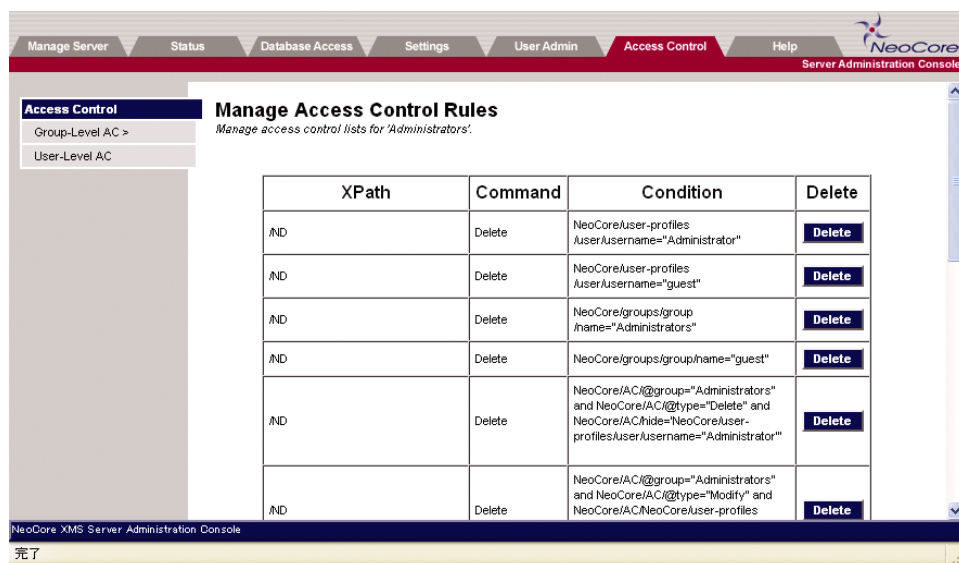 Manage Server
Status
Database Access
Settings
User Admin
Access Control
Help
NeoCore
Server Administration Console
Access Control
Group-Level AC >
User-Level AC
Manage Access Control Rules
Manage access control lists for 'Administrators'.
XPath Command Condition Delete
/ND Delete NeoCore/user-profiles
/user/username="Administrator" Delete
/ND Delete NeoCore/user-profiles
/user/username="guest" Delete
/ND Delete NeoCore/groups/group
/name="Administrators" Delete
/ND Delete NeoCore/groups/group/name="guest" Delete
NeoCore/AC/@group="Administrators"
and NeoCore/AC/@type="Delete" and
/ND Delete NeoCore/AC/hide='NeoCore/user- Delete
profiles/user/username="Administrator"'
NeoCore/AC/@group="Administrators"
and NeoCore/AC/@type="Modify" and
/ND Delete NeoCore/AC/NeoCore/user-profiles Delete
NeoCore XMS Server Administration Console
完了